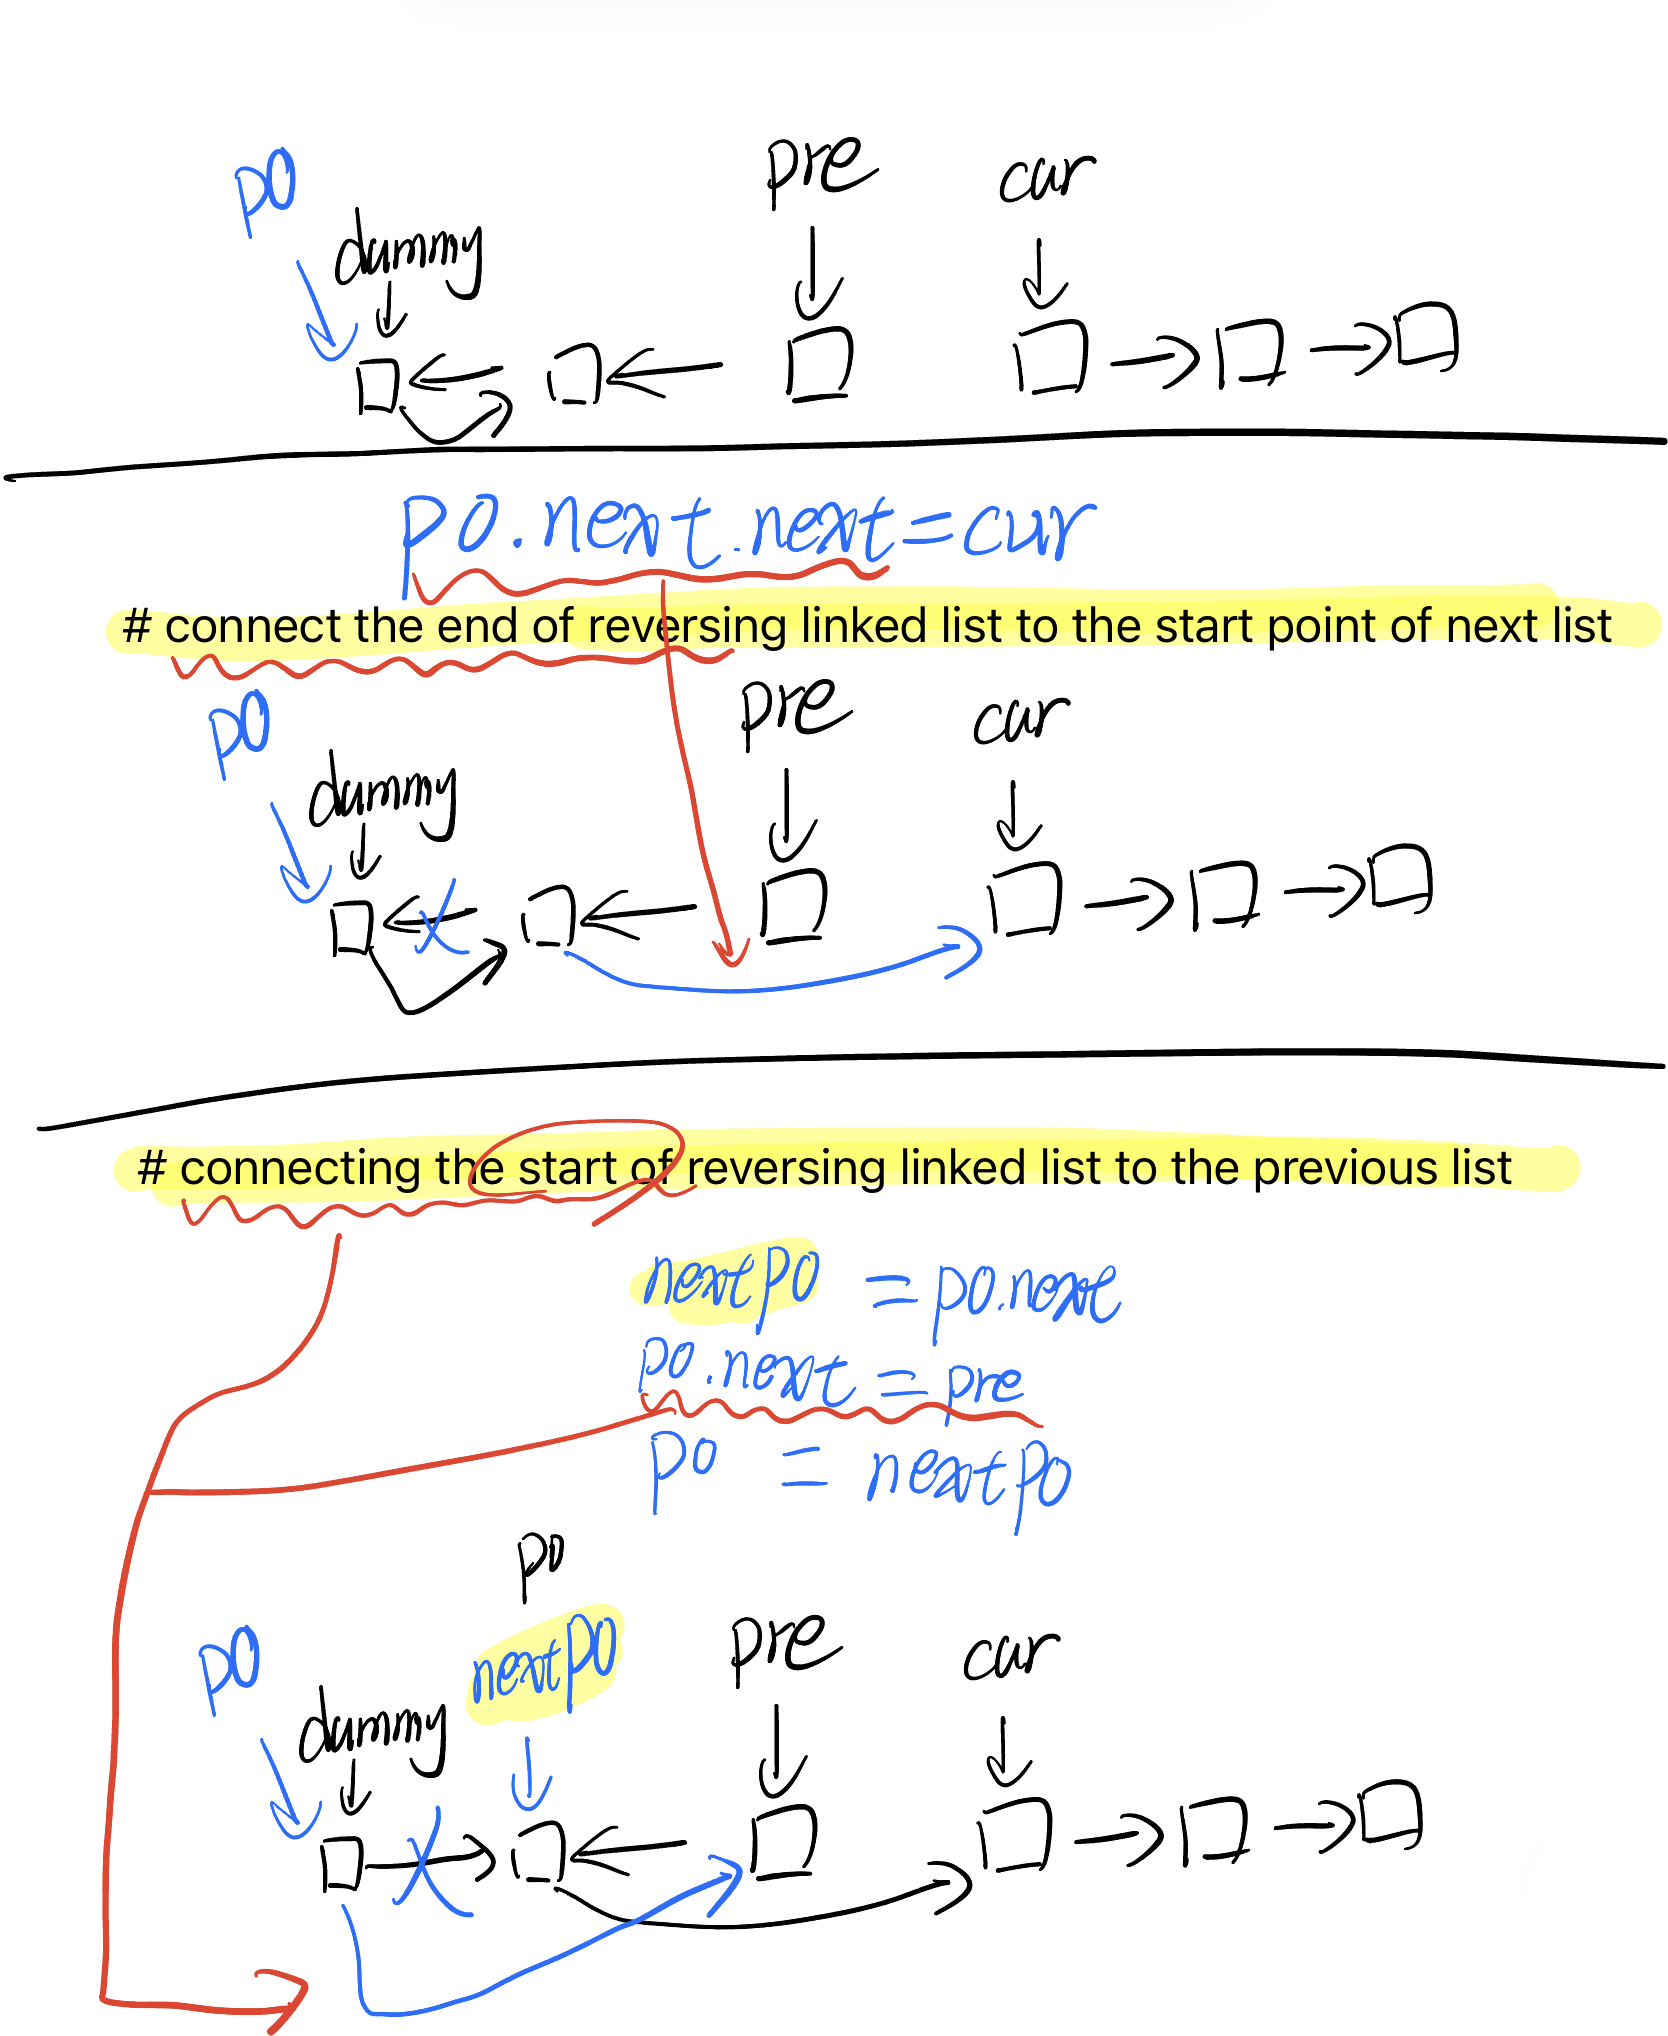 p0
pre
cur
dummy
p0.next.next=cur
# connect the end of reversing linked list to the start point of next list
p0
pre
cur
dummy
# connecting the start of reversing linked list to the previous list
nextp0 = p0.next
p0.next = pre
p0 = nextp0
p0
p0
nextp0
pre
cur
dummy